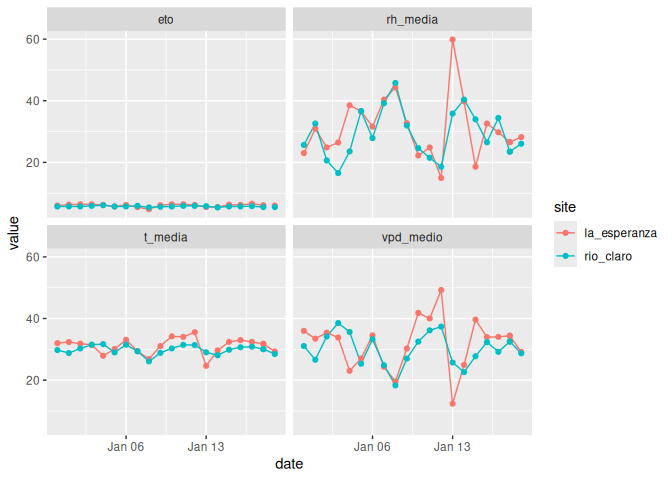 eto
rh_media
60
40
20
t_media
vpd_medio
60
40
20
Jan 06
Jan 13
Jan 06
Jan 13
value
date
site
la_esperanza
rio_claro